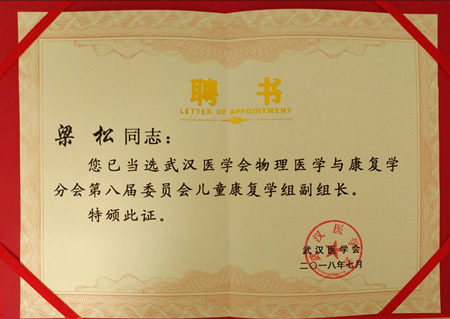 聘书
LETTER OF APPOINTMENT
梁松同志：
您已当选武汉医学会物理医学与康复学
分会第八届委员会儿童康复学组副组长。
特颁此证。
武汉医学会
二〇一八年七月